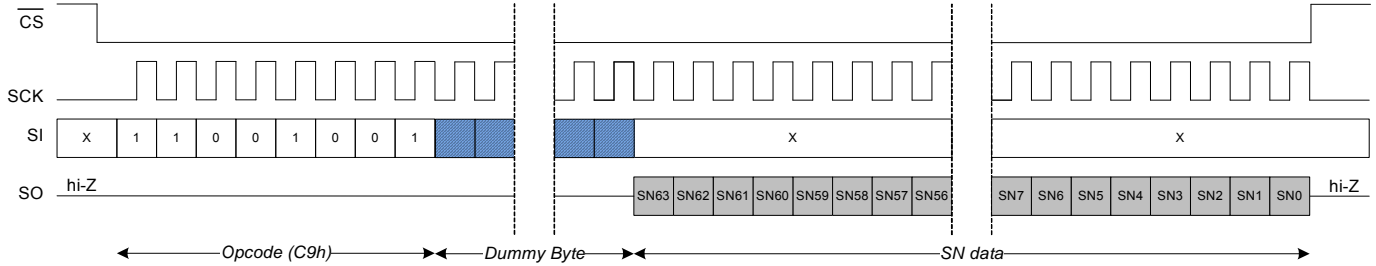 CS
SCK
SI X 1 1 0 0 1 0 0 1 X X
SO hi-Z SN63 SN62 SN61 SN60 SN59 SN58 SN57 SN56 SN7 SN6 SN5 SN4 SN3 SN2 SN1 SN0 hi-Z
Opcode (C9h) Dummy Byte SN data